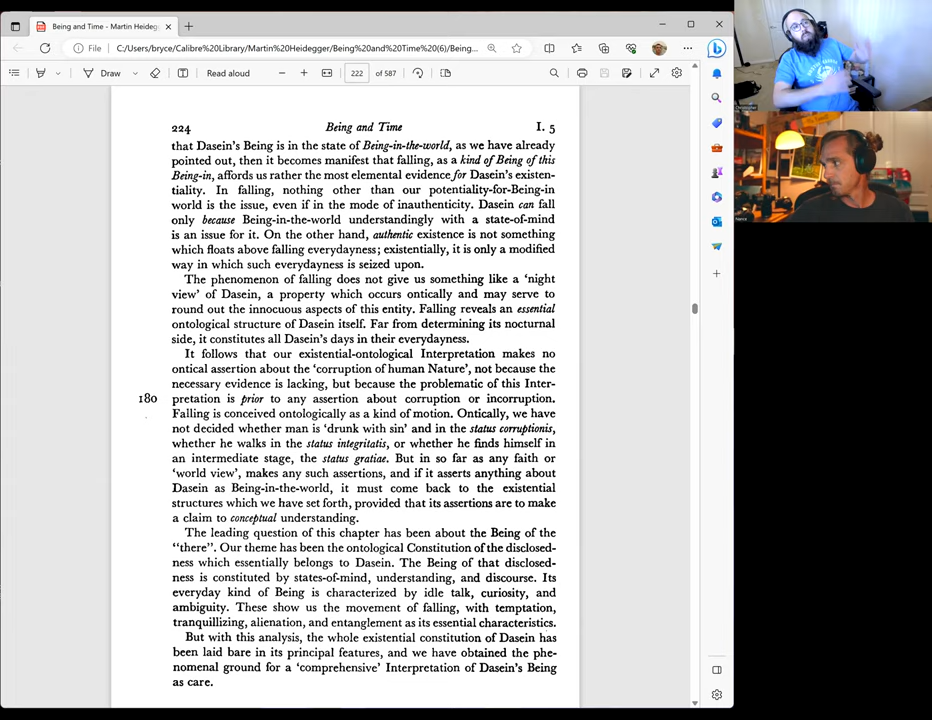 Being and Time - Martin Heideg
File
C:/Users/bryce/Calibre%20Library/Martin%20Heidegger/Being%20and%20Time%20(6)/Being...
Draw
Read aloud
222
of 587
224 Being and Time I. 5
that Dasein's Being is in the state of Being-in-the-world, as we have already
pointed out, then it becomes manifest that falling, as a kind of Being of this
Being-in, affords us rather the most elemental evidence for Dasein's existen-
tiality. In falling, nothing other than our potentiality-for-Being-in
world is the issue, even if in the mode of inauthenticity. Dasein can fall
only because Being-in-the-world understandingly with a state-of-mind
is an issue for it. On the other hand, authentic existence is not something
which floats above falling everydayness; existentially, it is only a modified
way in which such everydayness is seized upon.
The phenomenon of falling does not give us something like a 'night
view' of Dasein, a property which occurs ontically and may serve to
round out the innocuous aspects of this entity. Falling reveals an essential
ontological structure of Dasein itself. Far from determining its nocturnal
side, it constitutes all Dasein's days in their everydayness.
It follows that our existential-ontological Interpretation makes no
ontical assertion about the 'corruption of human Nature', not because the
necessary evidence is lacking, but because the problematic of this Inter-
180 pretation is prior to any assertion about corruption or incorruption.
Falling is conceived ontologically as a kind of motion. Ontically, we have
not decided whether man is 'drunk with sin' and in the status corruptionis,
whether he walks in the status integritatis, or whether he finds himself in
an intermediate stage, the status gratiae. But in so far as any faith or
'world view', makes any such assertions, and if it asserts anything about
Dasein as Being-in-the-world, it must come back to the existential
structures which we have set forth, provided that its assertions are to make
a claim to conceptual understanding.
The leading question of this chapter has been about the Being of the
"there". Our theme has been the ontological Constitution of the disclosed-
ness which essentially belongs to Dasein. The Being of that disclosed-
ness is constituted by states-of-mind, understanding, and discourse. Its
everyday kind of Being is characterized by idle talk, curiosity, and
ambiguity. These show us the movement of falling, with temptation,
tranquillizing, alienation, and entanglement as its essential characteristics.
But with this analysis, the whole existential constitution of Dasein has
been laid bare in its principal features, and we have obtained the phe-
nomenal ground for a 'comprehensive' Interpretation of Dasein's Being
as care.